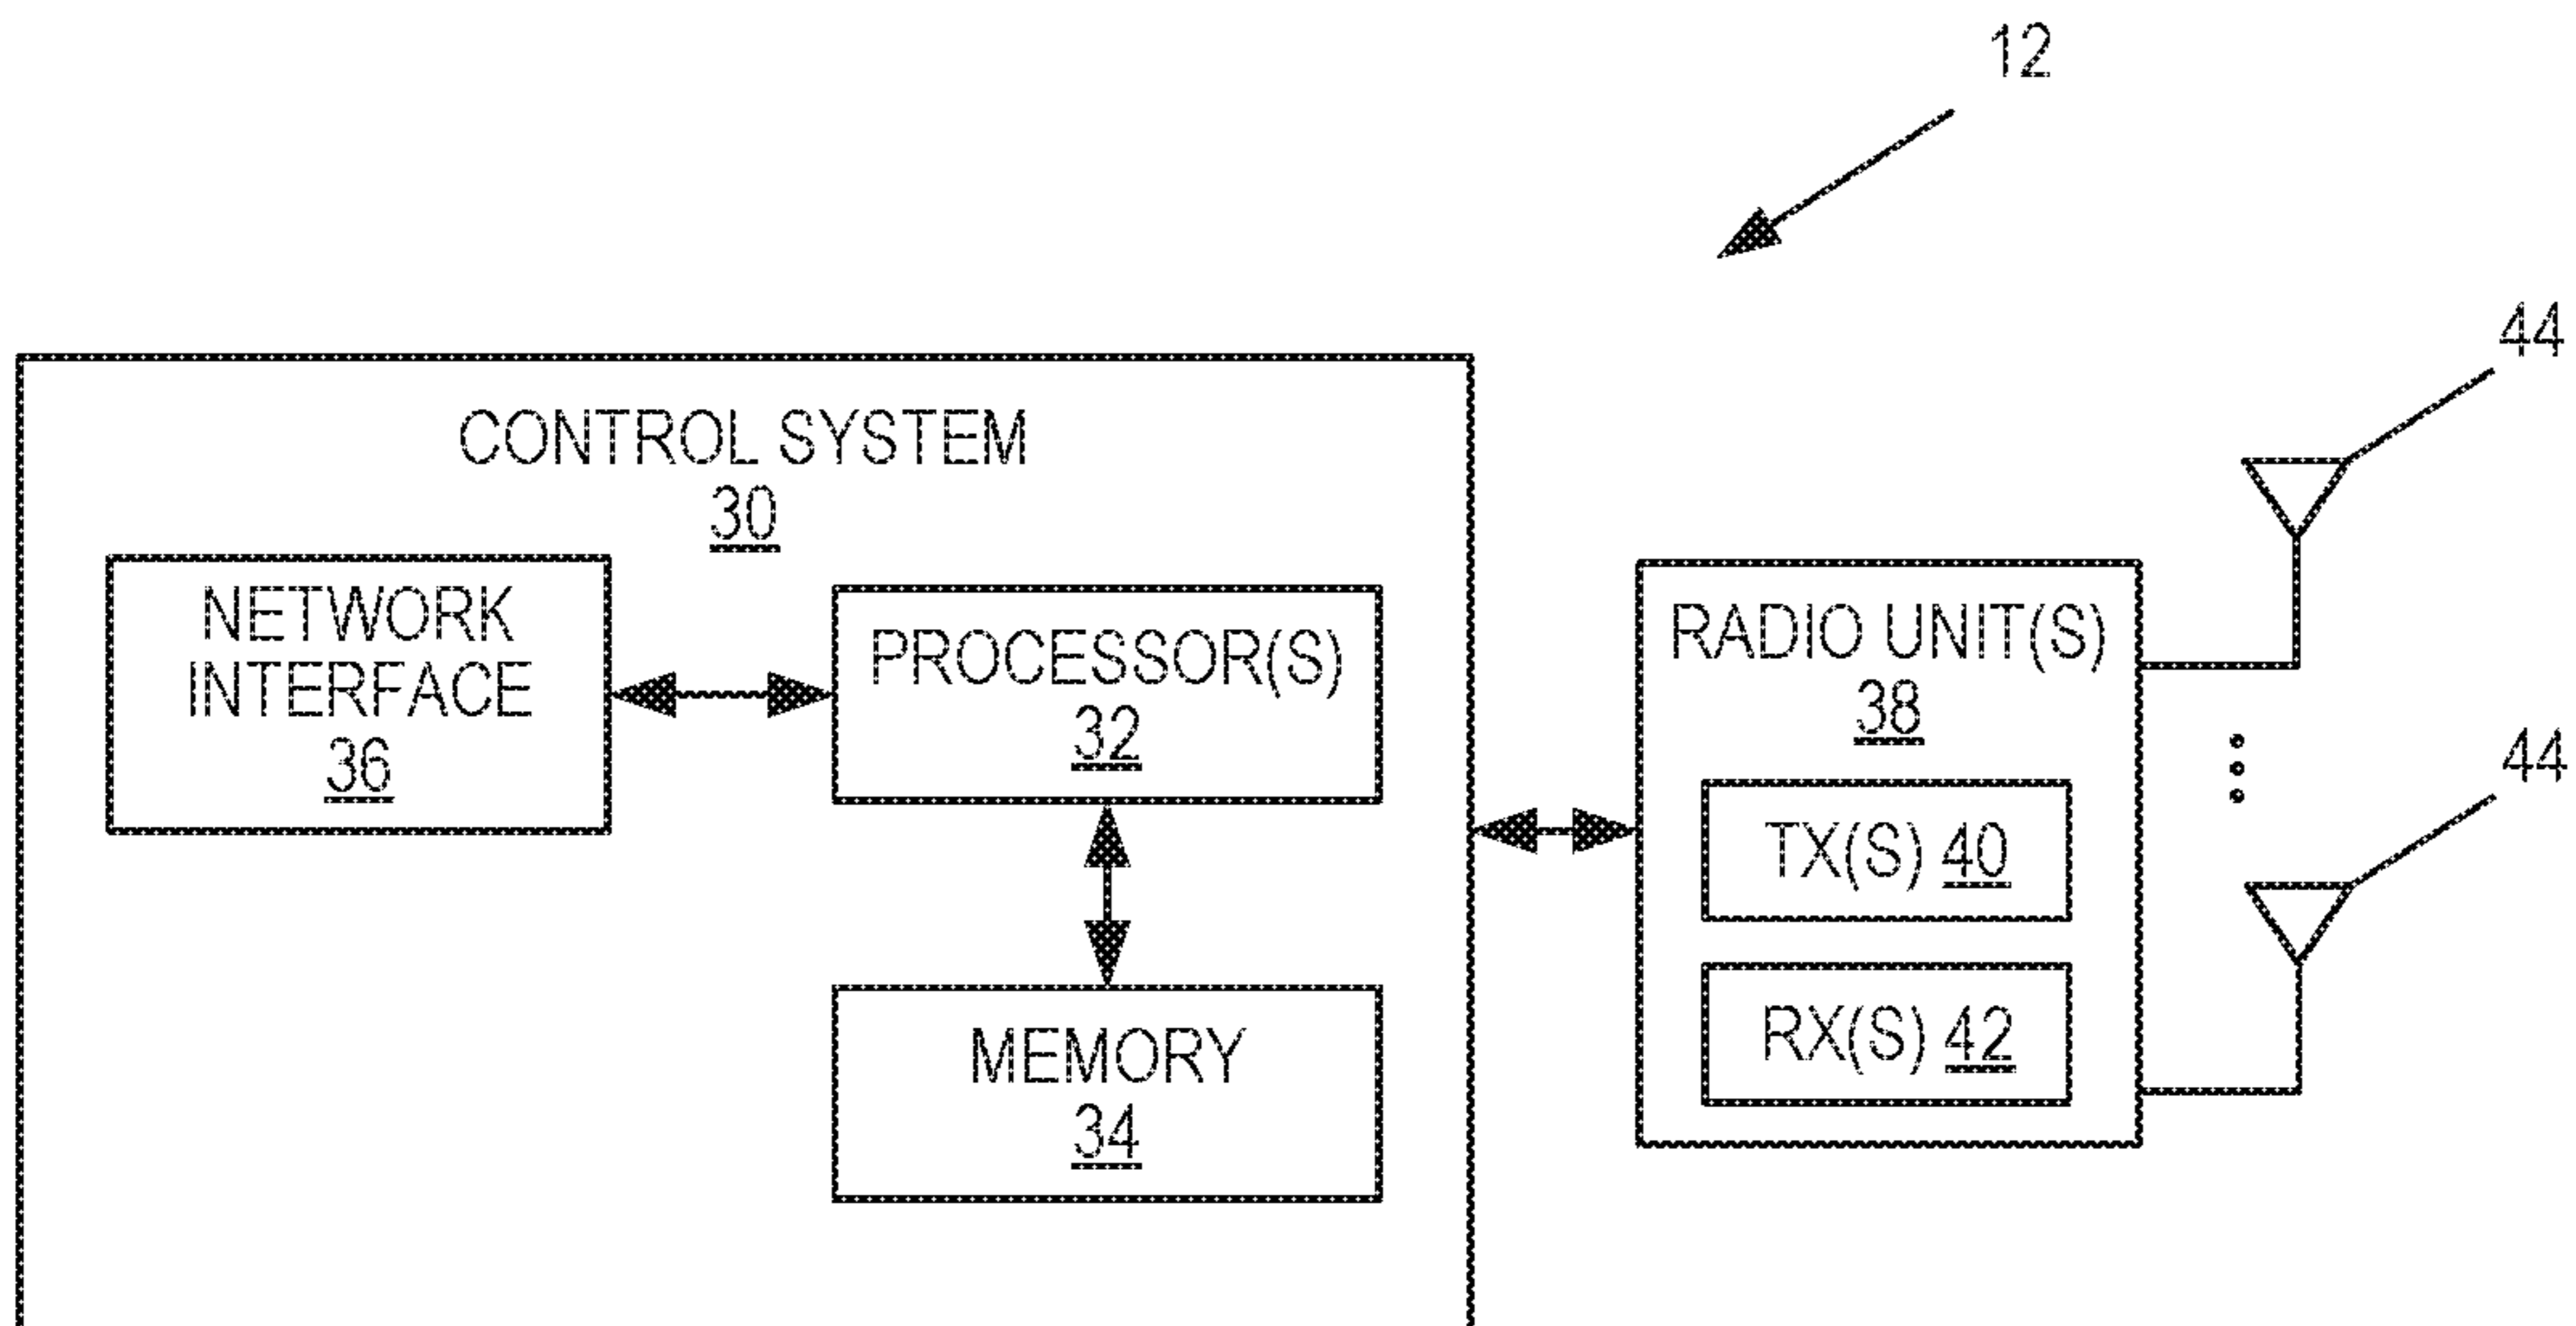 12
44
CONTROL SYSTEM
30
NETWORK
INTERFACE
36
PROCESSOR(S)
32
MEMORY
34
RADIO UNIT(S)
38
TX(S) 40
RX(S) 42
44